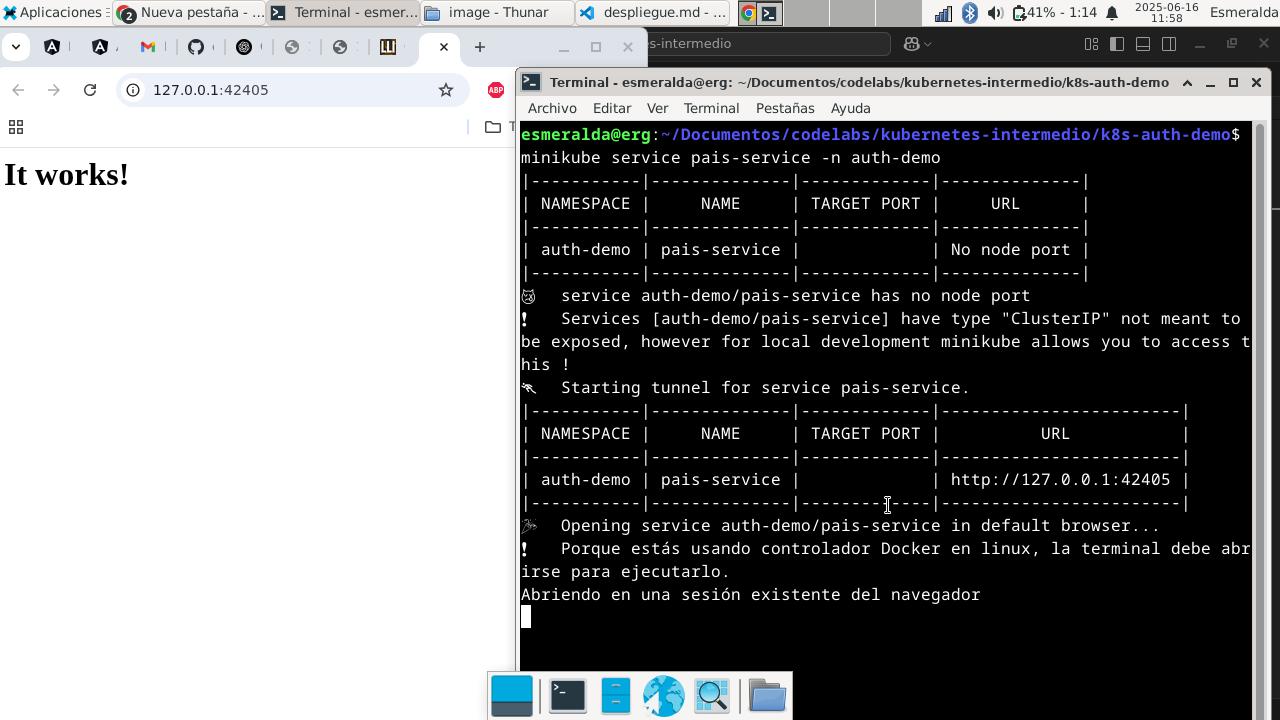 Aplicaciones
2 Nueva pestaña - ...
Terminal - esmer...
image - Thunar
despliegue.md - ...
41% - 1:14
2025-06-16
11:58
Esmeralda
es-intermedio
127.0.0.1:42405
ABP
It works!
Terminal - esmeralda@erg: ~/Documentos/codelabs/kubernetes-intermedio/k8s-auth-demo
Archivo Editar Ver Terminal Pestañas Ayuda
esmeralda@erg:~/Documentos/codelabs/kubernetes-intermedio/k8s-auth-demo$
minikube service pais-service -n auth-demo
|-----------|--------------|-------------|--------------|
| NAMESPACE |     NAME     | TARGET PORT |     URL      |
|-----------|--------------|-------------|--------------|
| auth-demo | pais-service |             | No node port |
|-----------|--------------|-------------|--------------|
😿   service auth-demo/pais-service has no node port
❗   Services [auth-demo/pais-service] have type "ClusterIP" not meant to
be exposed, however for local development minikube allows you to access t
his !
🏃   Starting tunnel for service pais-service.
|-----------|--------------|-------------|------------------------|
| NAMESPACE |     NAME     | TARGET PORT |          URL           |
|-----------|--------------|-------------|------------------------|
| auth-demo | pais-service |             | http://127.0.0.1:42405 |
|-----------|--------------|-------------|------------------------|
🎉   Opening service auth-demo/pais-service in default browser...
❗   Porque estás usando controlador Docker en linux, la terminal debe abr
irse para ejecutarlo.
Abriendo en una sesión existente del navegador